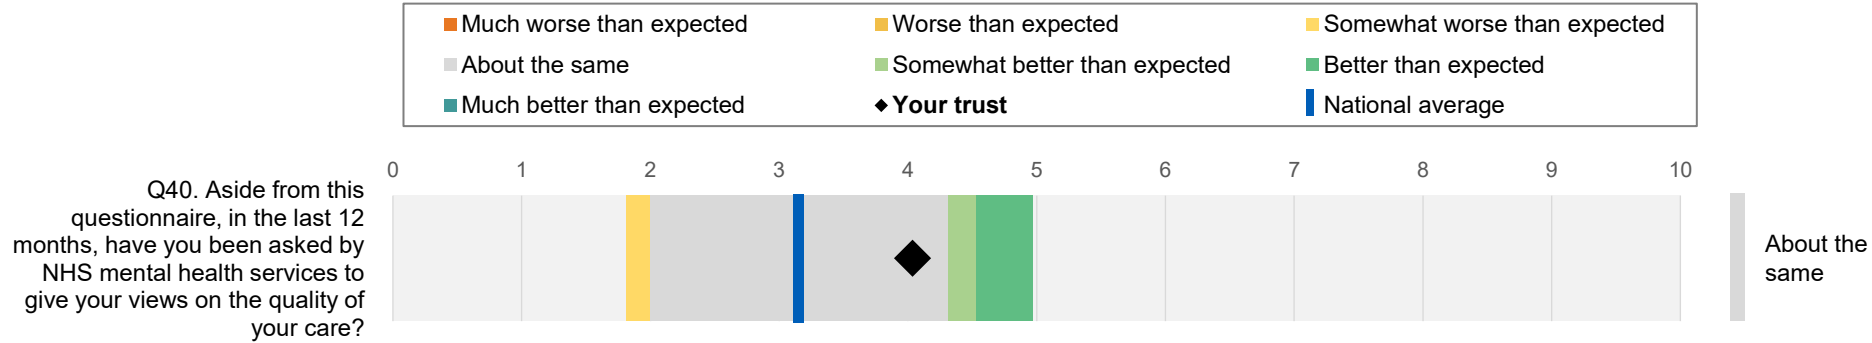 Much worse than expected
Worse than expected
Somewhat worse than expected
About the same
Somewhat better than expected
Better than expected
Much better than expected
Your trust
National average
0 1 2 3 4 5 6 7 8 9 10
Q40. Aside from this
questionnaire, in the last 12
months, have you been asked by
NHS mental health services to
give your views on the quality of
your care?
About the
same